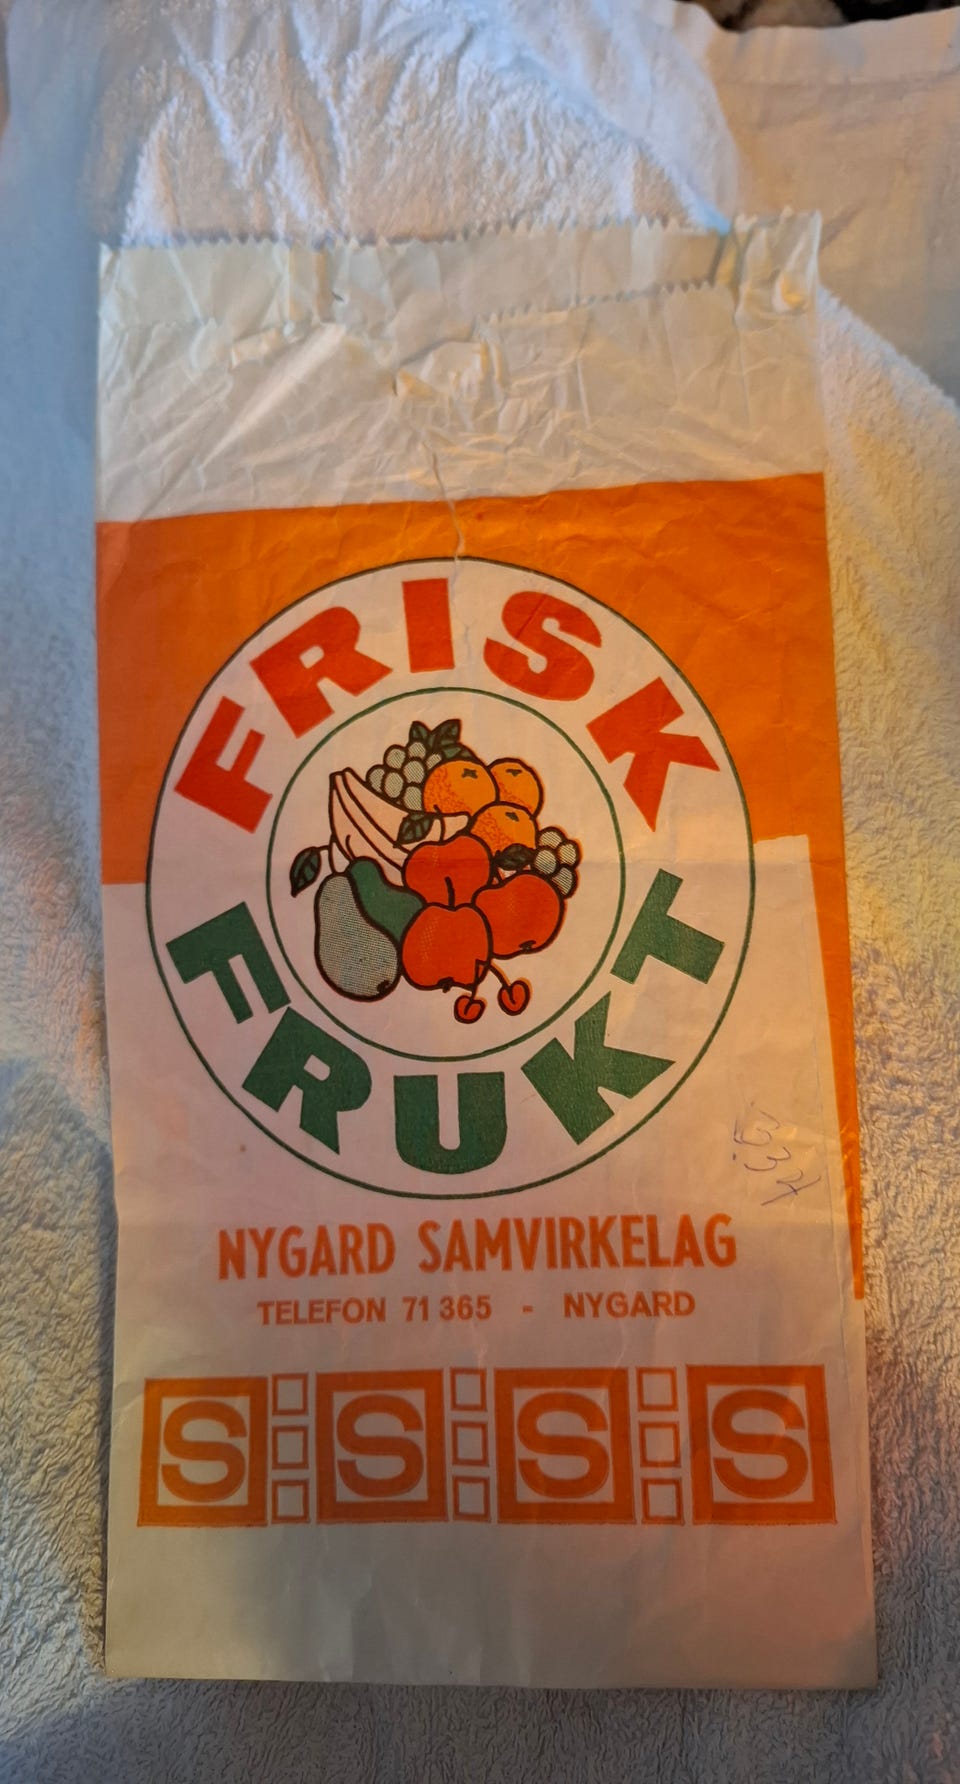 FRISK
FRUKT
NYGARD SAMVIRKELAG
TELEFON 71 365 - NYGARD
S S S S